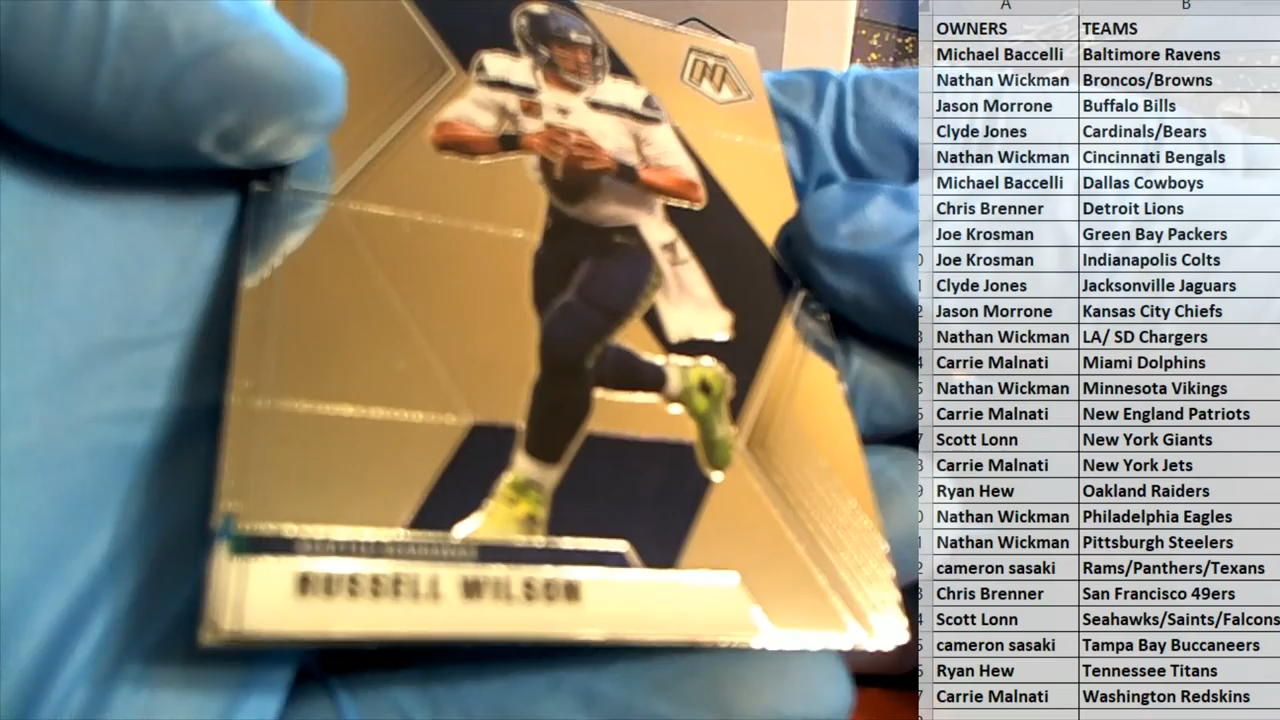 A B
OWNERS TEAMS
Michael Baccelli Baltimore Ravens
Nathan Wickman Broncos/Browns
Jason Morrone Buffalo Bills
Clyde Jones Cardinals/Bears
Nathan Wickman Cincinnati Bengals
Michael Baccelli Dallas Cowboys
Chris Brenner Detroit Lions
Joe Krosman Green Bay Packers
Joe Krosman Indianapolis Colts
Clyde Jones Jacksonville Jaguars
Jason Morrone Kansas City Chiefs
Nathan Wickman LA/ SD Chargers
Carrie Malnati Miami Dolphins
Nathan Wickman Minnesota Vikings
Carrie Malnati New England Patriots
Scott Lonn New York Giants
Carrie Malnati New York Jets
Ryan Hew Oakland Raiders
Nathan Wickman Philadelphia Eagles
Nathan Wickman Pittsburgh Steelers
cameron sasaki Rams/Panthers/Texans
Chris Brenner San Francisco 49ers
Scott Lonn Seahawks/Saints/Falcons
cameron sasaki Tampa Bay Buccaneers
Ryan Hew Tennessee Titans
Carrie Malnati Washington Redskins
RUSSELL WILSON